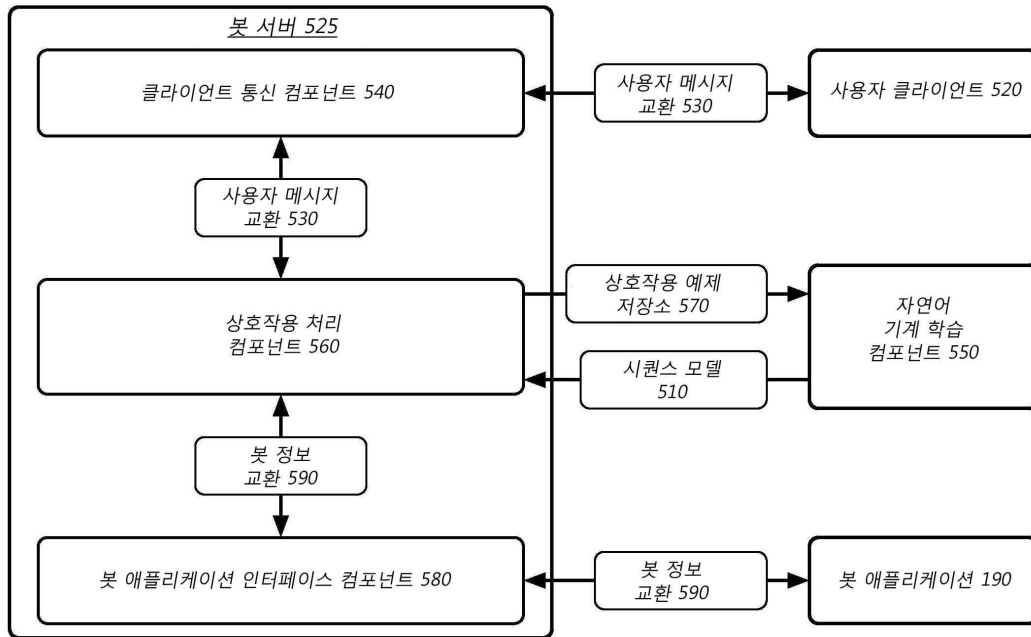 봇 서버 525
클라이언트 통신 컴포넌트 540
사용자 메시지
교환 530
사용자 클라이언트 520
사용자 메시지
교환 530
상호작용 처리
컴포넌트 560
상호작용 예제
저장소 570
시퀀스 모델
510
자연어
기계 학습
컴포넌트 550
봇 정보
교환 590
봇 애플리케이션 인터페이스 컴포넌트 580
봇 정보
교환 590
봇 애플리케이션 190